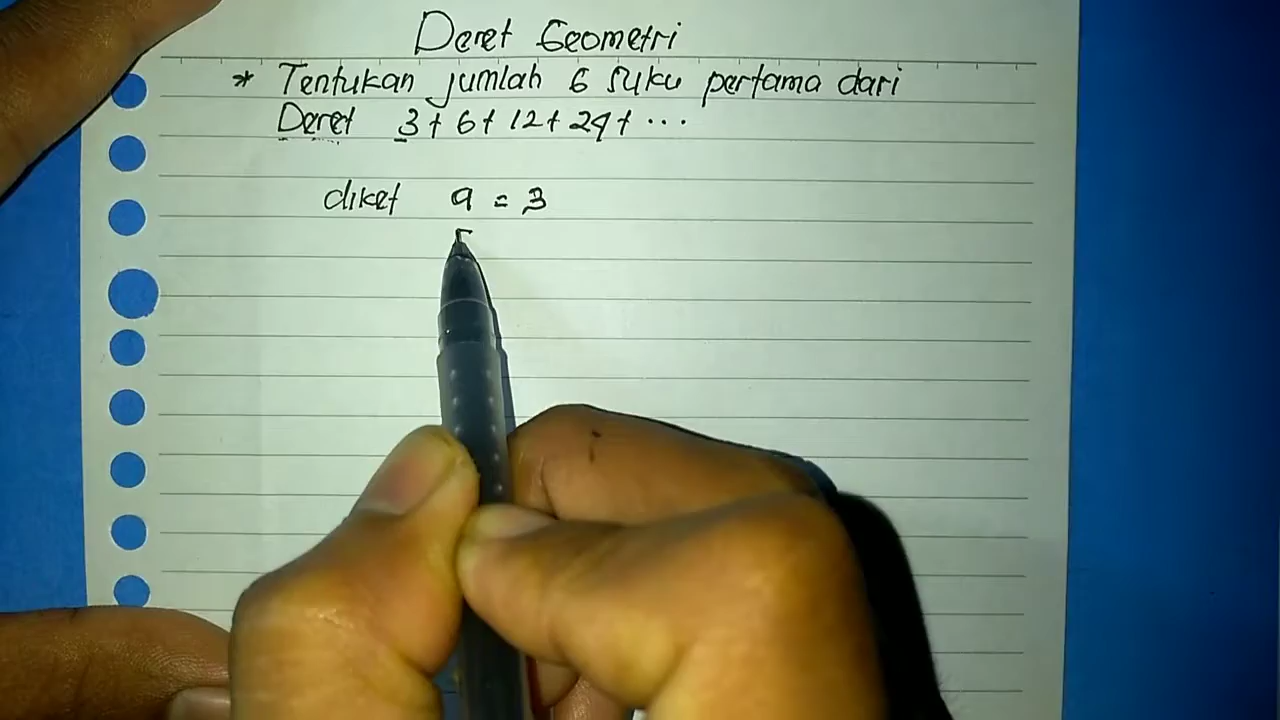 Deret Geometri
* Tentukan jumlah 6 suku pertama dari
Deret 3 + 6 + 12 + 24 + ...
diket a = 3
r